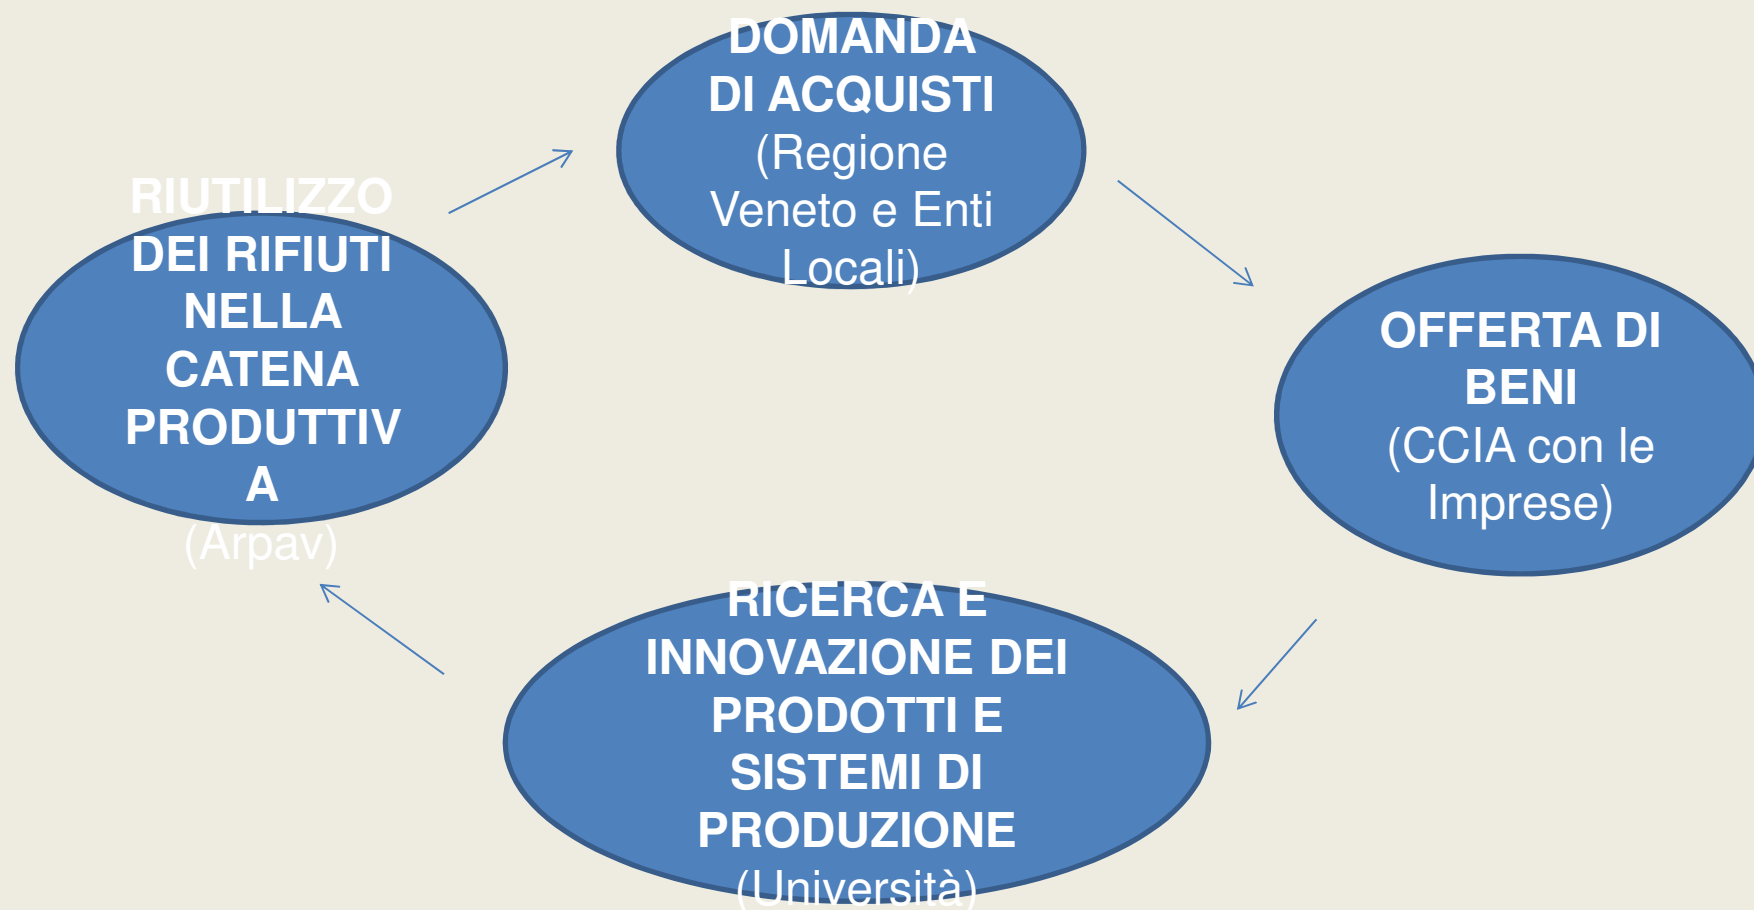 DOMANDA
DI ACQUISTI
(Regione
Veneto e Enti
Locali)
RIUTILIZZO
DEI RIFIUTI
NELLA
CATENA
PRODUTTIV
A
(Arpav)
OFFERTA DI
BENI
(CCIA con le
Imprese)
RICERCA E
INNOVAZIONE DEI
PRODOTTI E
SISTEMI DI
PRODUZIONE
(Università)